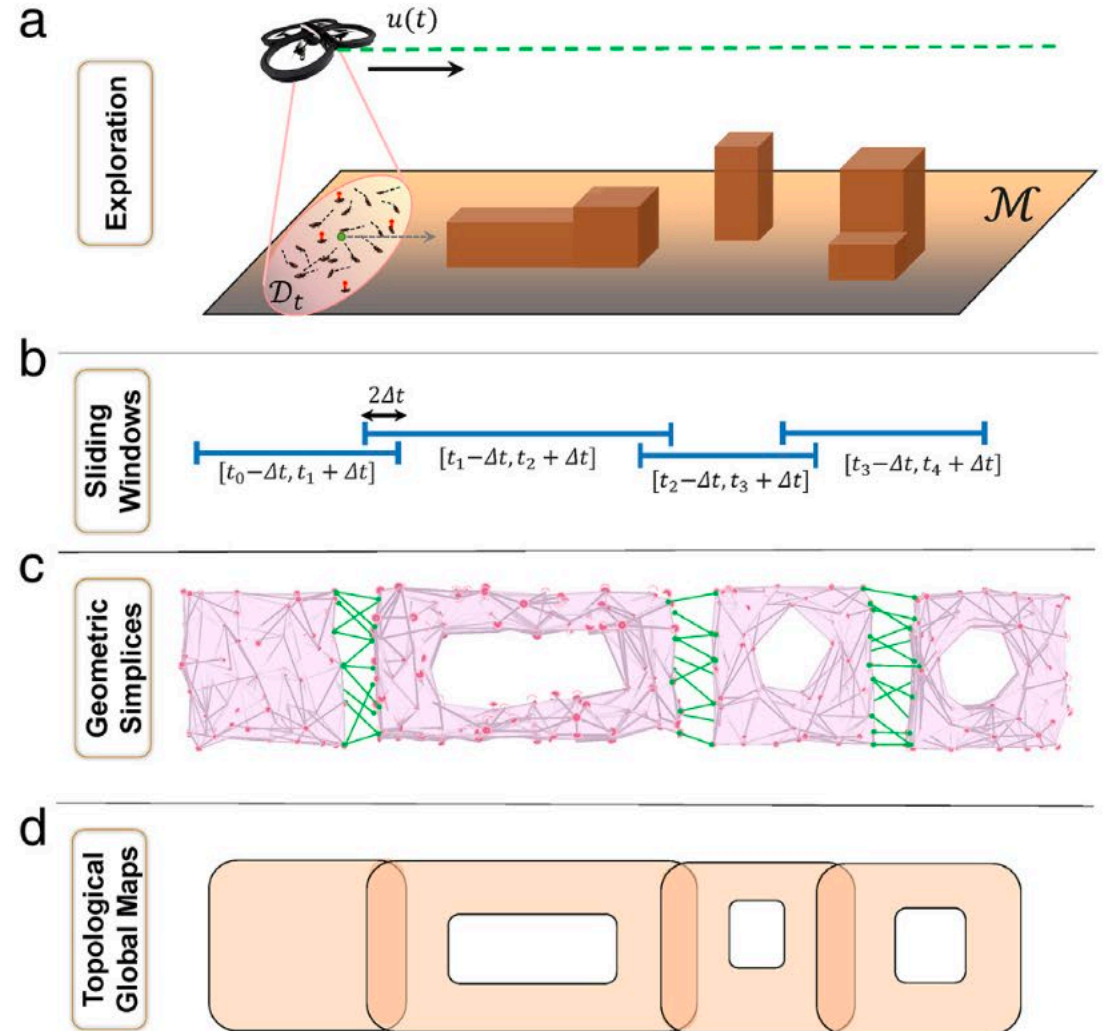 a
Exploration
u(t)
𝓜
𝒟ₜ
b
Sliding
Windows
2Δt
[t₀−Δt, t₁ + Δt]
[t₁−Δt, t₂ + Δt]
[t₂−Δt, t₃ + Δt]
[t₃−Δt, t₄ + Δt]
c
Geometric
Simplices
d
Topological
Global Maps